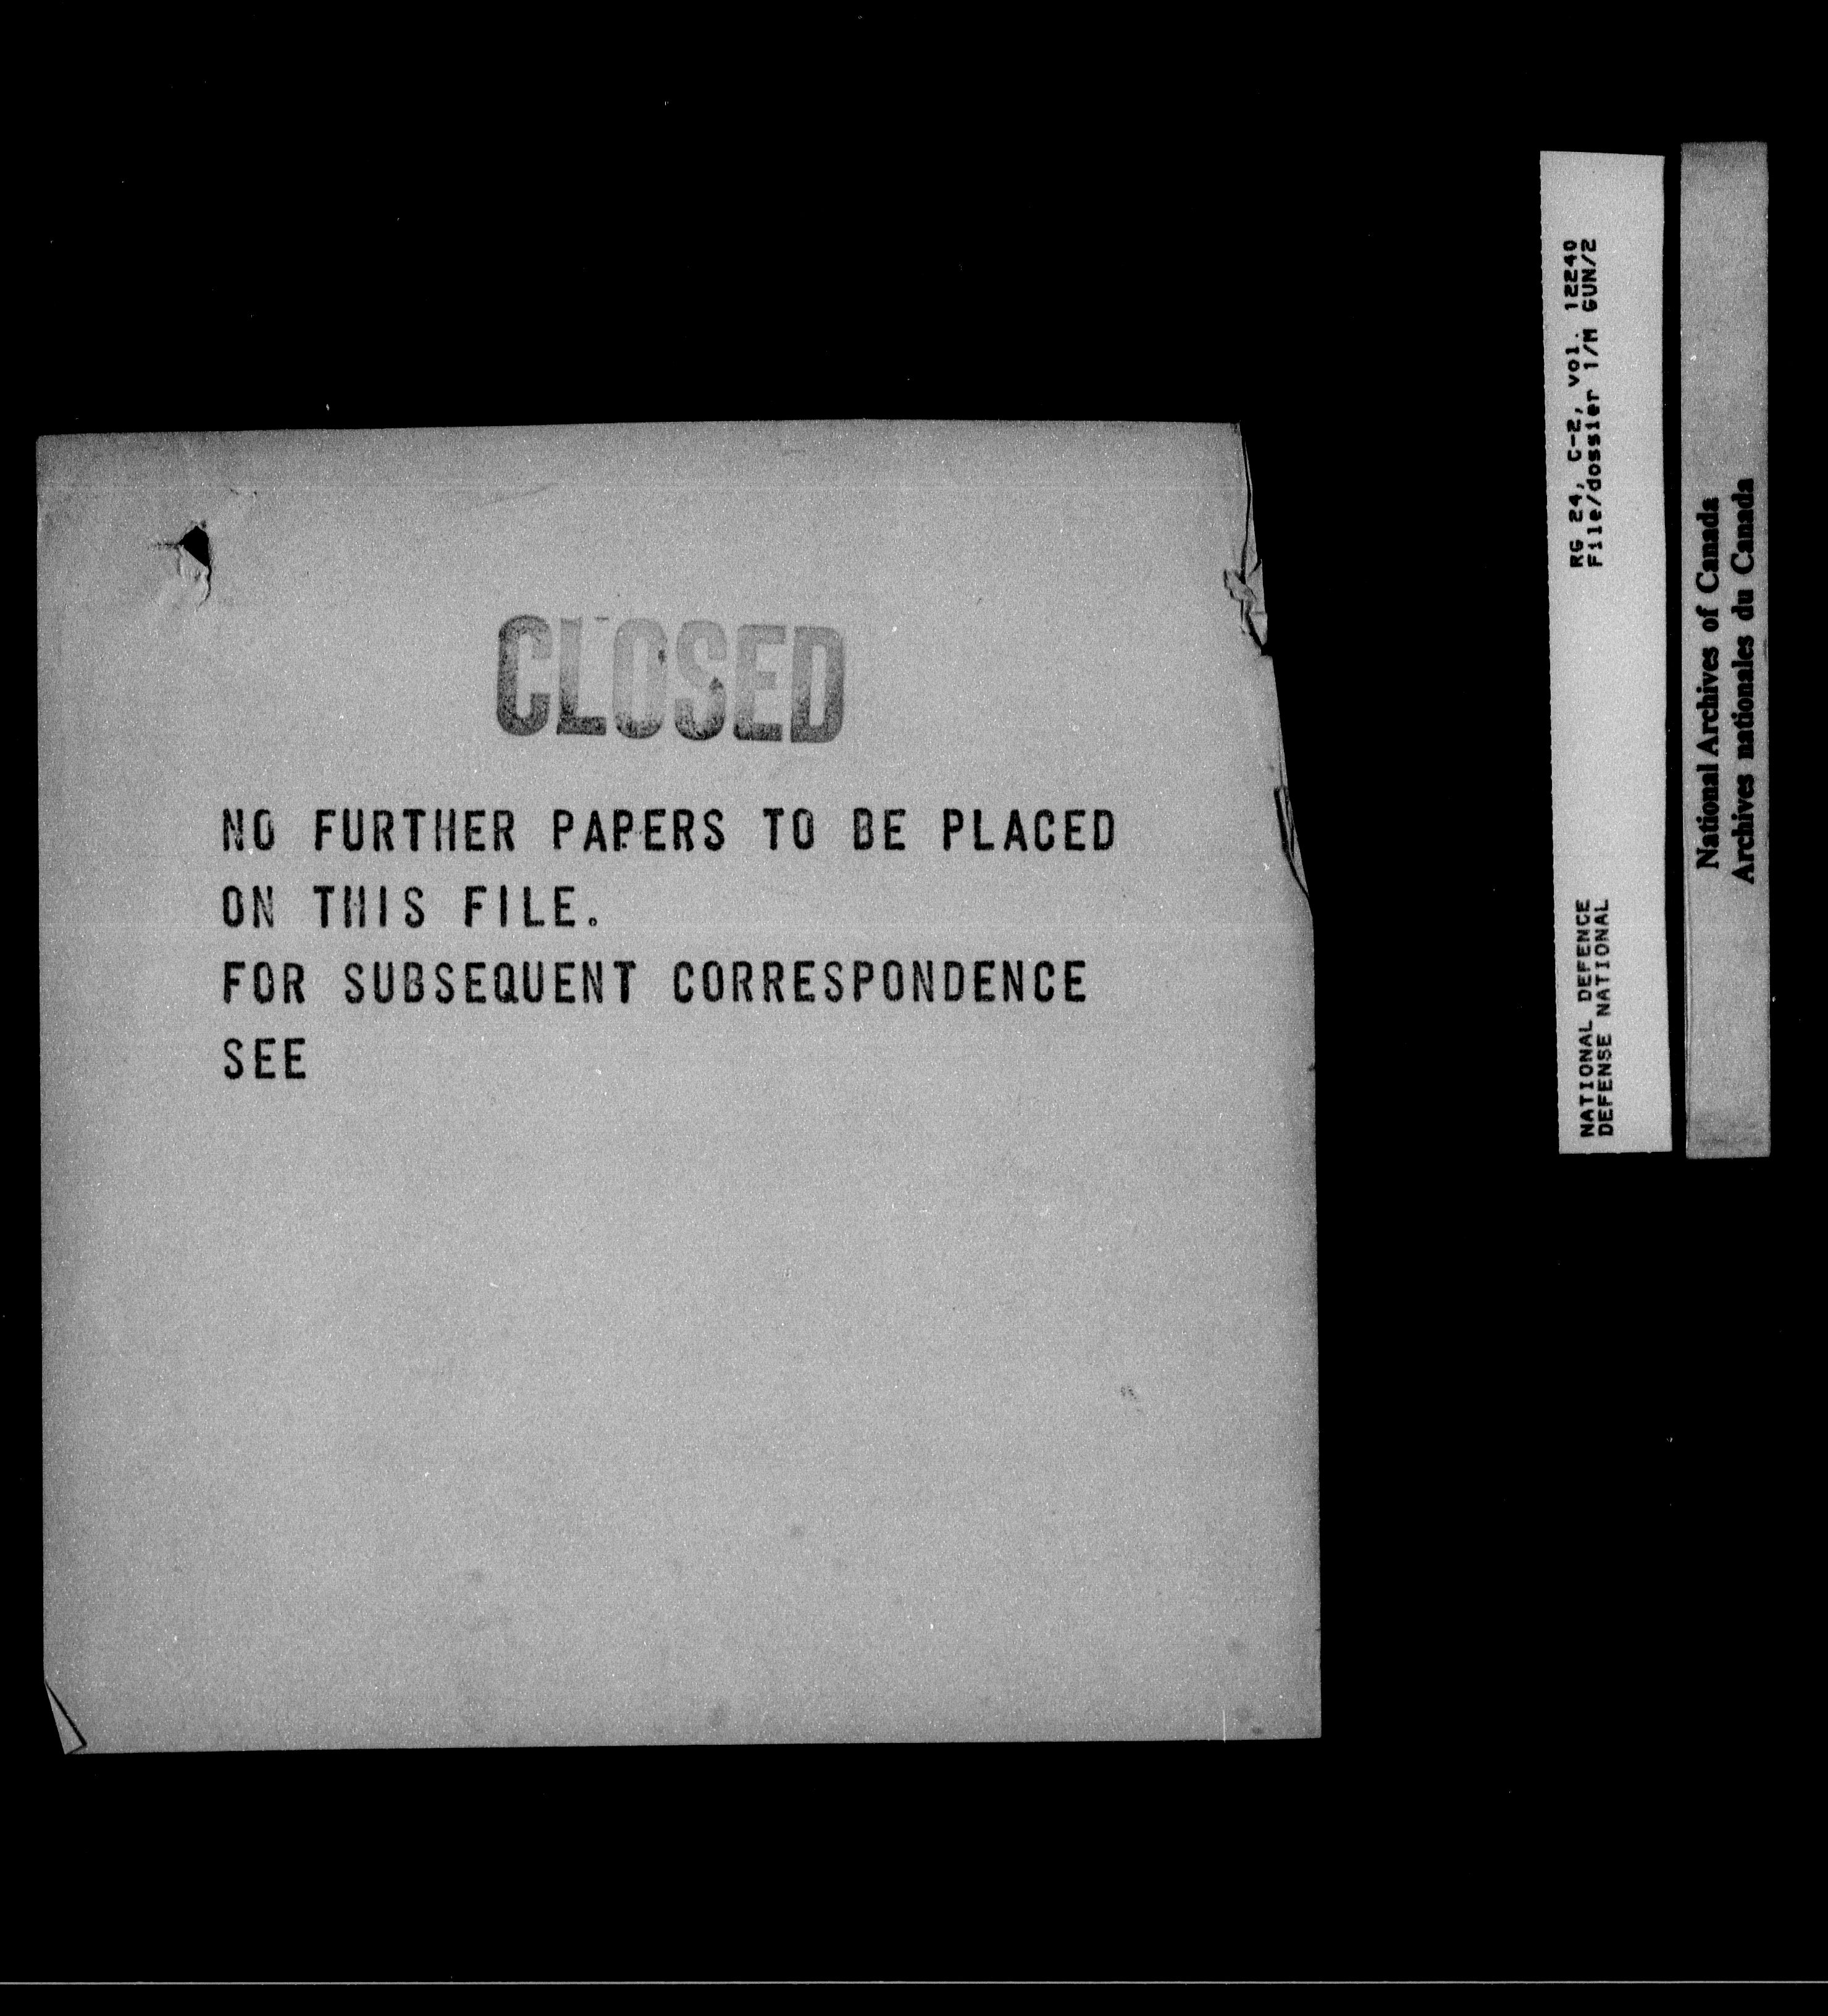 CLOSED
NO FURTHER PAPERS TO BE PLACED
ON THIS FILE.
FOR SUBSEQUENT CORRESPONDENCE
SEE
NATIONAL DEFENCE
DEFENSE NATIONAL
RG 24, C-2, vol. 12240
File/dossier 1/M GUN/2
National Archives of Canada
Archives nationales du Canada